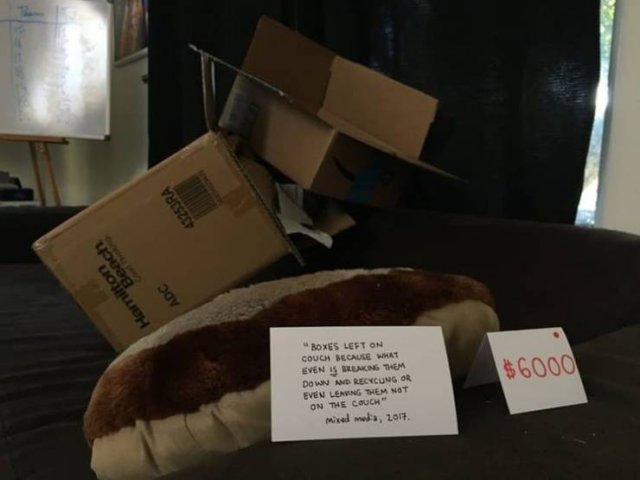 Hamilton
Beach
ADC
43253RA
"BOXES LEFT ON
COUCH BECAUSE WHAT
EVEN IS BREAKING THEM
DOWN AND RECYCLING OR
EVEN LEAVING THEM NOT
ON THE COUCH"
Mixed media, 2017.
$6000